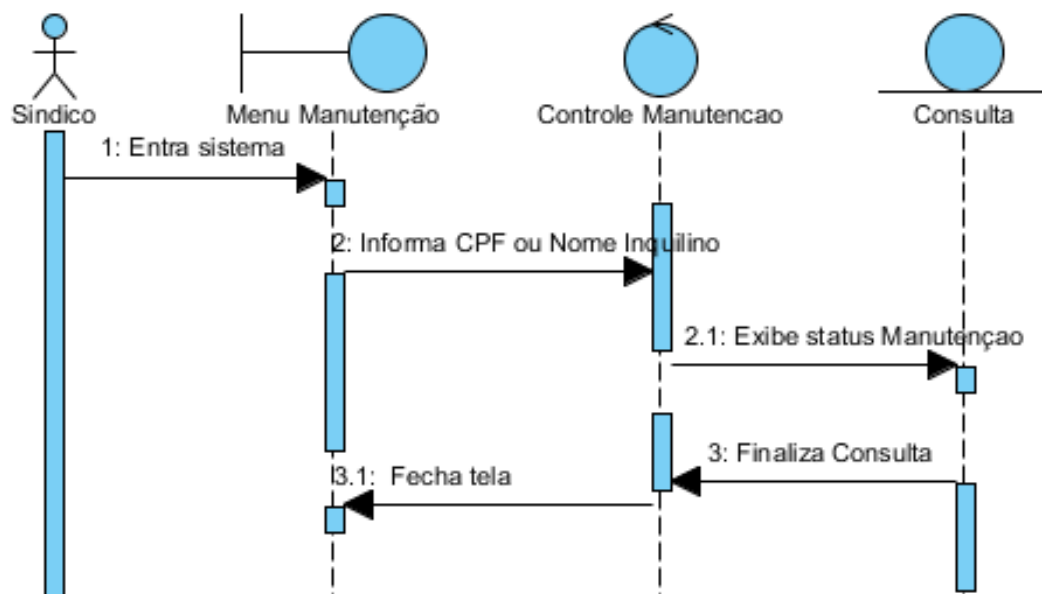 Sindico
Menu Manutenção
Controle Manutencao
Consulta
1: Entra sistema
2: Informa CPF ou Nome Inquilino
2.1: Exibe status Manutençao
3: Finaliza Consulta
3.1: Fecha tela